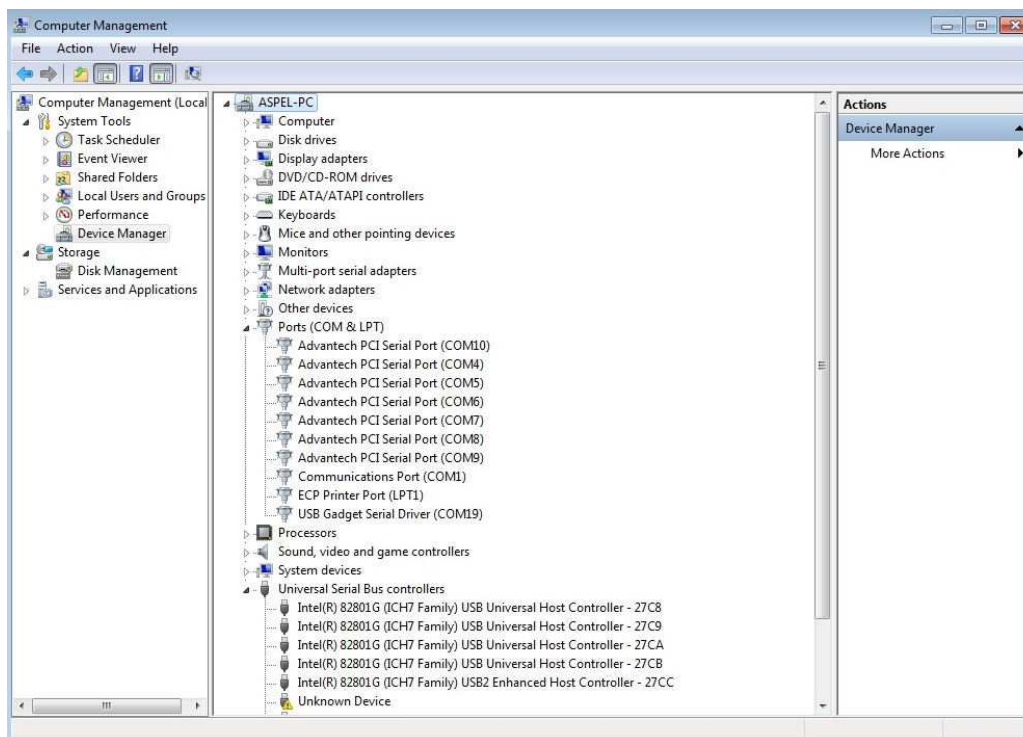 Computer Management
File Action View Help
Computer Management (Local
System Tools
Task Scheduler
Event Viewer
Shared Folders
Local Users and Groups
Performance
Device Manager
Storage
Disk Management
Services and Applications
ASPEL-PC
Computer
Disk drives
Display adapters
DVD/CD-ROM drives
IDE ATA/ATAPI controllers
Keyboards
Mice and other pointing devices
Monitors
Multi-port serial adapters
Network adapters
Other devices
Ports (COM & LPT)
Advantech PCI Serial Port (COM10)
Advantech PCI Serial Port (COM4)
Advantech PCI Serial Port (COM5)
Advantech PCI Serial Port (COM6)
Advantech PCI Serial Port (COM7)
Advantech PCI Serial Port (COM8)
Advantech PCI Serial Port (COM9)
Communications Port (COM1)
ECP Printer Port (LPT1)
USB Gadget Serial Driver (COM19)
Processors
Sound, video and game controllers
System devices
Universal Serial Bus controllers
Intel(R) 82801G (ICH7 Family) USB Universal Host Controller - 27C8
Intel(R) 82801G (ICH7 Family) USB Universal Host Controller - 27C9
Intel(R) 82801G (ICH7 Family) USB Universal Host Controller - 27CA
Intel(R) 82801G (ICH7 Family) USB Universal Host Controller - 27CB
Intel(R) 82801G (ICH7 Family) USB2 Enhanced Host Controller - 27CC
Unknown Device
Actions
Device Manager
More Actions